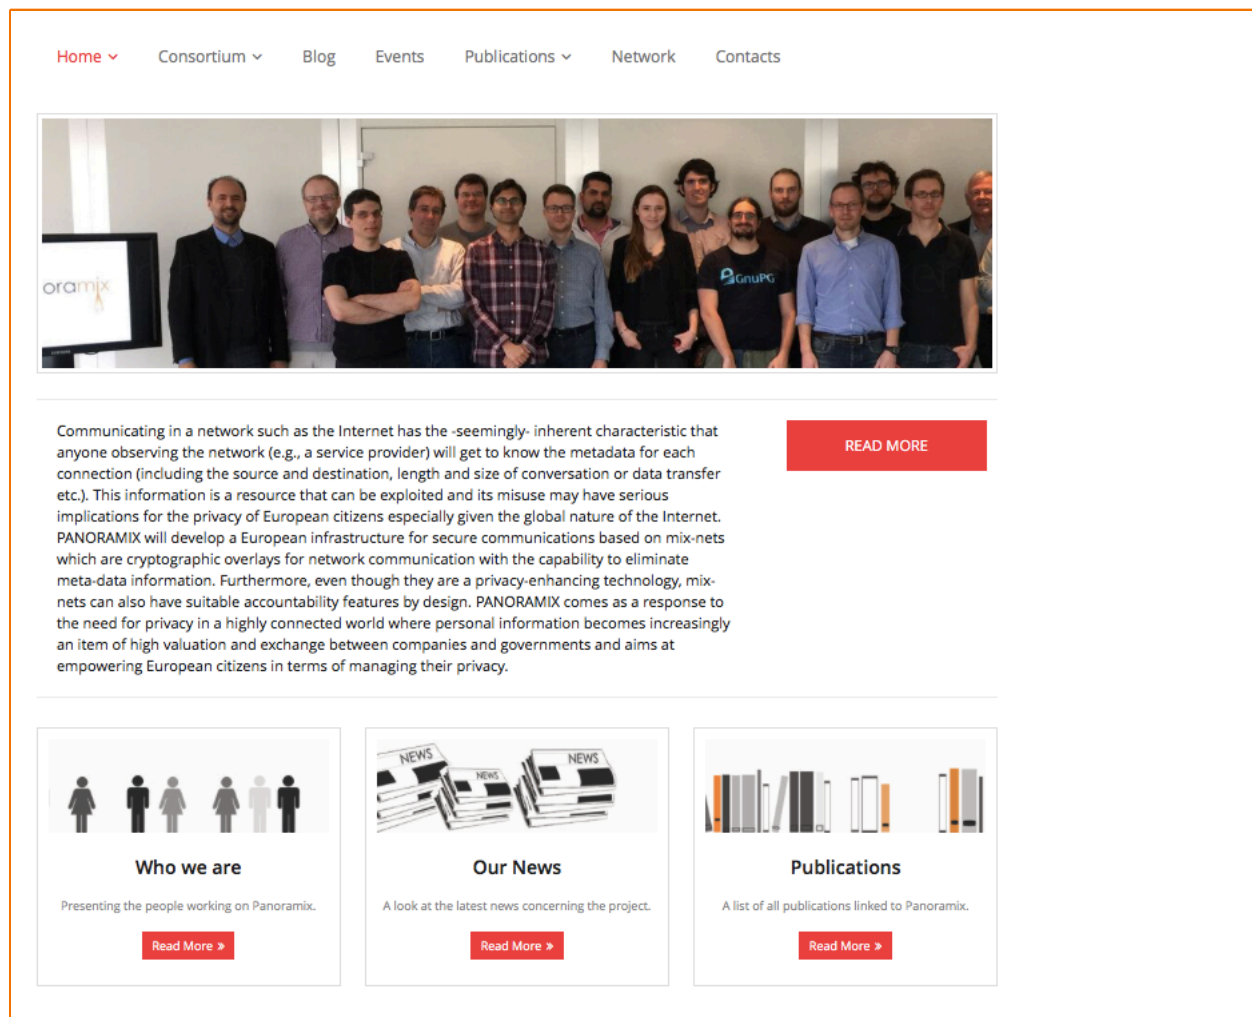 Home
Consortium
Blog
Events
Publications
Network
Contacts
oramix
GnuPG
Communicating in a network such as the Internet has the -seemingly- inherent characteristic that
anyone observing the network (e.g., a service provider) will get to know the metadata for each
connection (including the source and destination, length and size of conversation or data transfer
etc.). This information is a resource that can be exploited and its misuse may have serious
implications for the privacy of European citizens especially given the global nature of the Internet.
PANORAMIX will develop a European infrastructure for secure communications based on mix-nets
which are cryptographic overlays for network communication with the capability to eliminate
meta-data information. Furthermore, even though they are a privacy-enhancing technology, mix-
nets can also have suitable accountability features by design. PANORAMIX comes as a response to
the need for privacy in a highly connected world where personal information becomes increasingly
an item of high valuation and exchange between companies and governments and aims at
empowering European citizens in terms of managing their privacy.
READ MORE
NEWS
NEWS
NEWS
Who we are
Presenting the people working on Panoramix.
Read More »
Our News
A look at the latest news concerning the project.
Read More »
Publications
A list of all publications linked to Panoramix.
Read More »